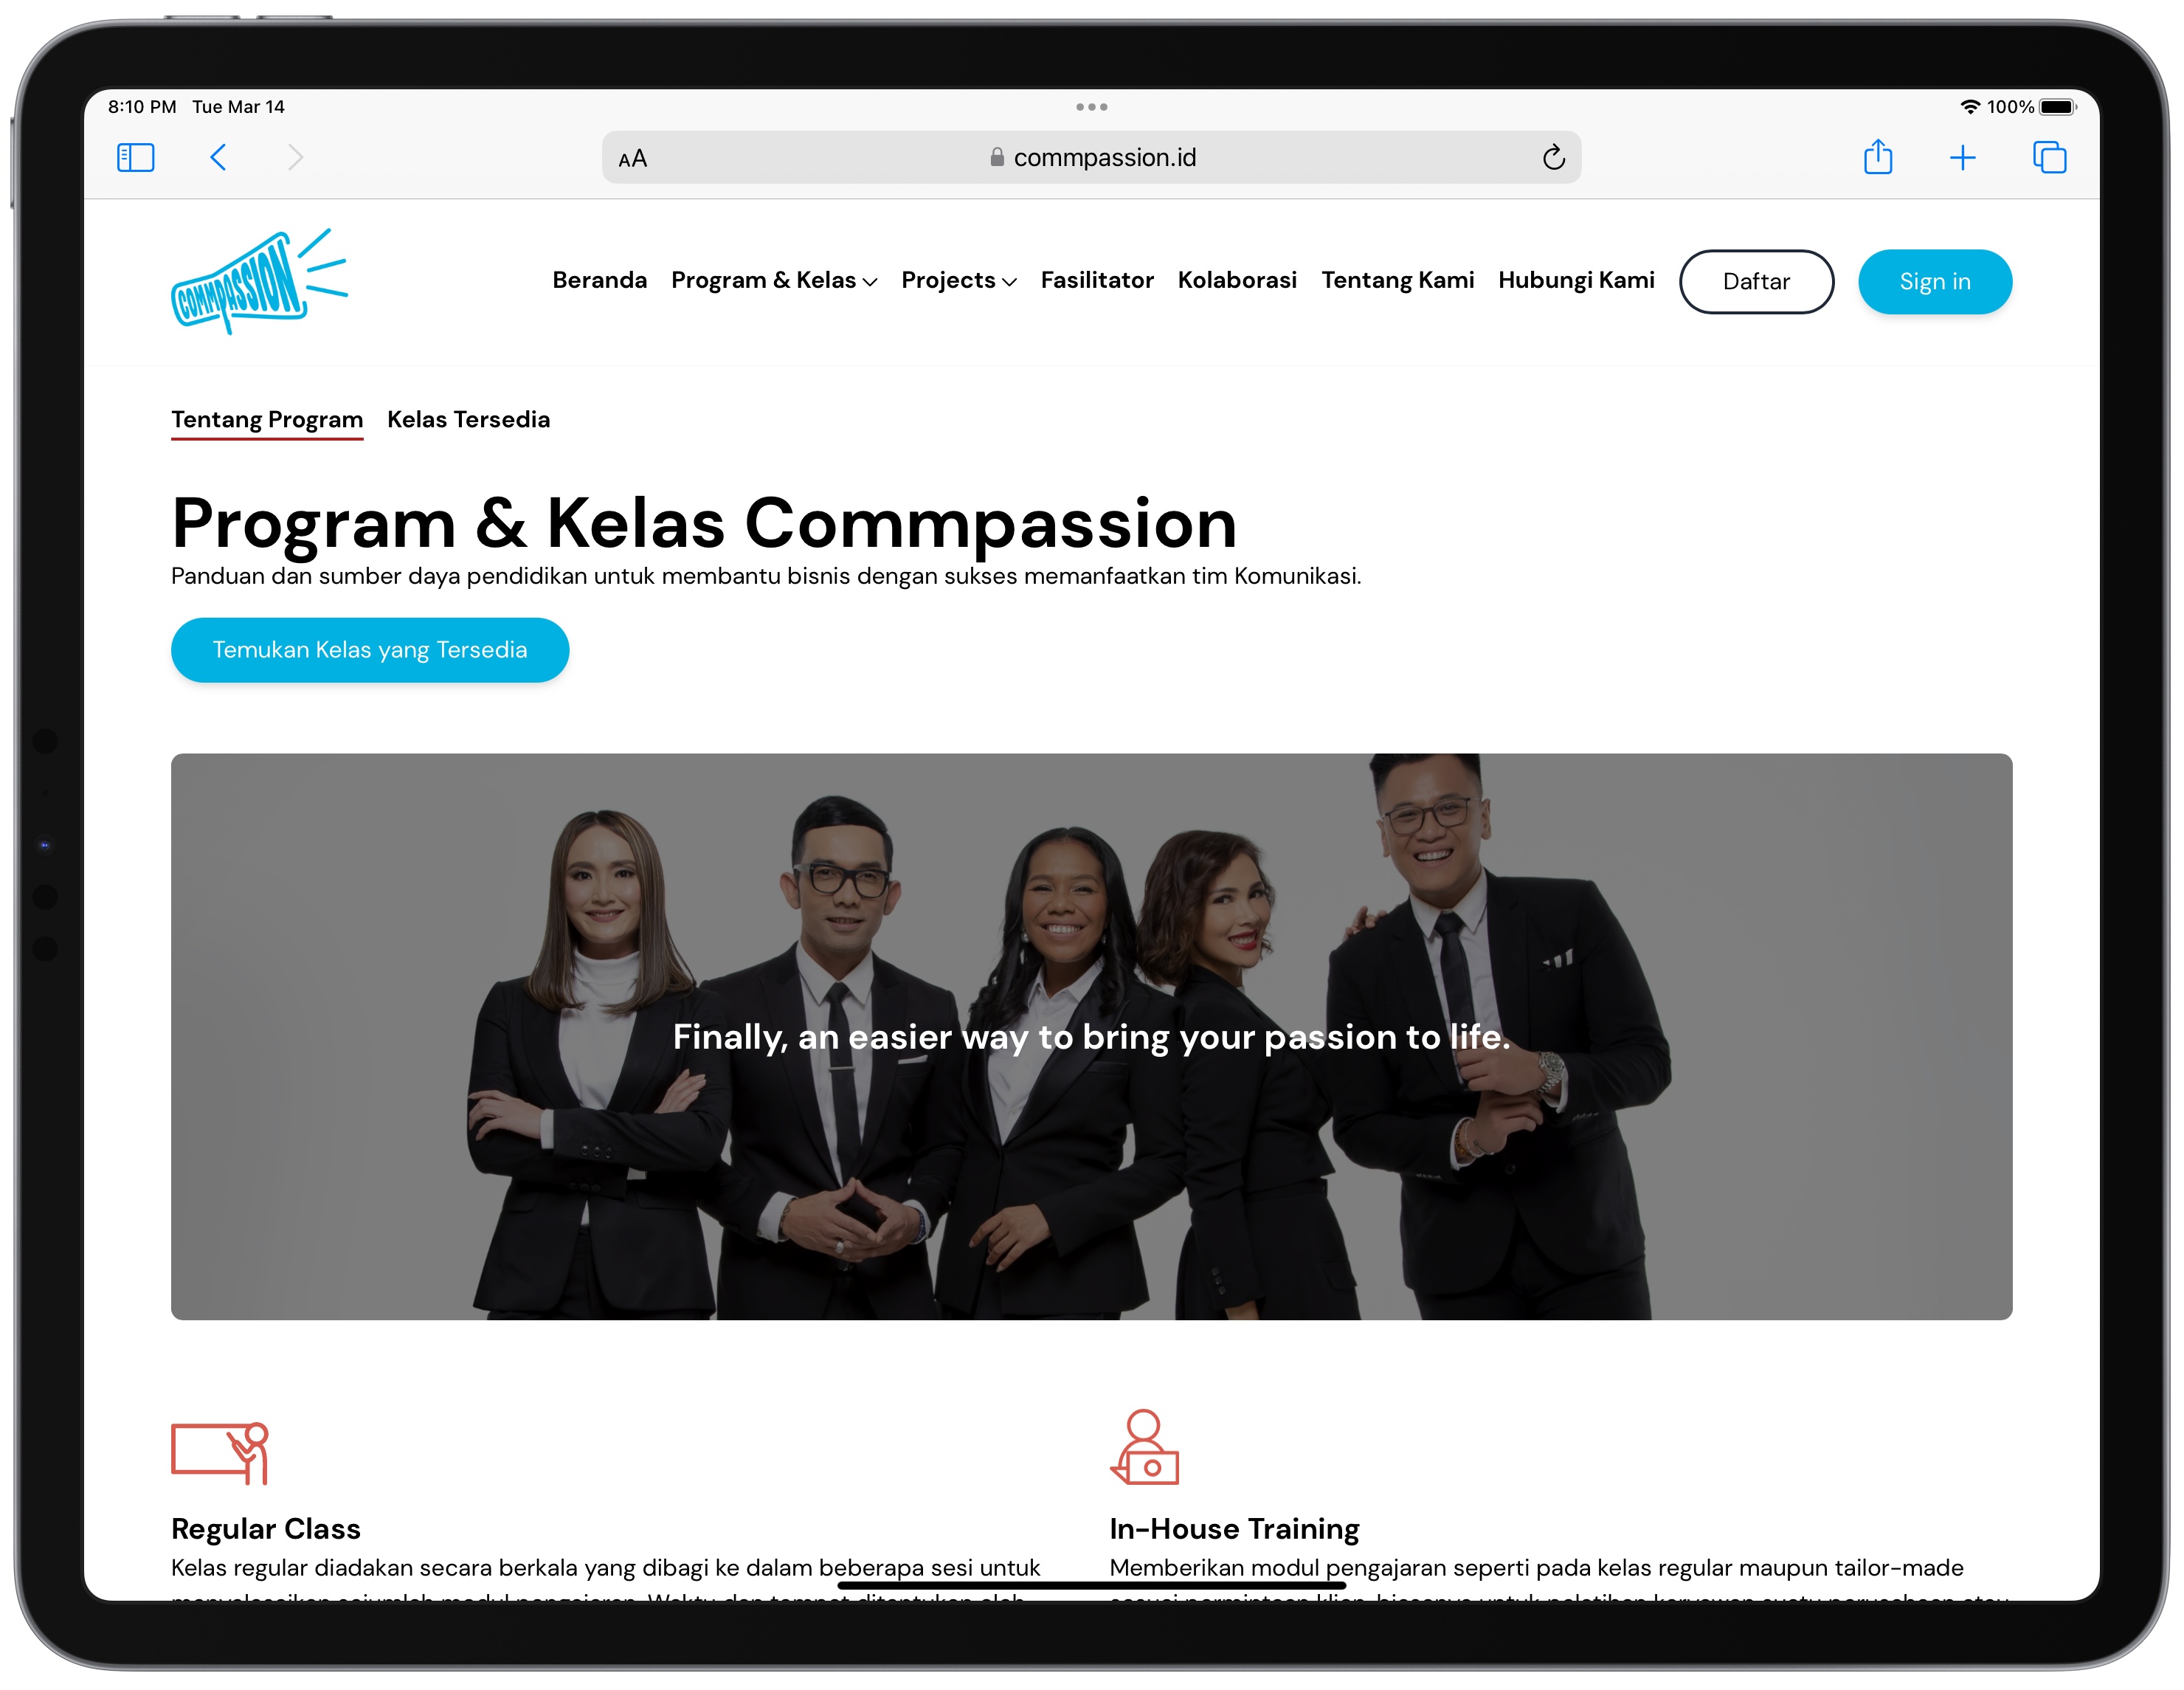 8:10 PM Tue Mar 14
100%
AA
commpassion.id
COMMPASSION
Beranda Program & Kelas Projects Fasilitator Kolaborasi Tentang Kami Hubungi Kami Daftar Sign in
Tentang Program Kelas Tersedia
Program & Kelas Commpassion
Panduan dan sumber daya pendidikan untuk membantu bisnis dengan sukses memanfaatkan tim Komunikasi.
Temukan Kelas yang Tersedia
Finally, an easier way to bring your passion to life.
Regular Class
Kelas regular diadakan secara berkala yang dibagi ke dalam beberapa sesi untuk
In-House Training
Memberikan modul pengajaran seperti pada kelas regular maupun tailor-made